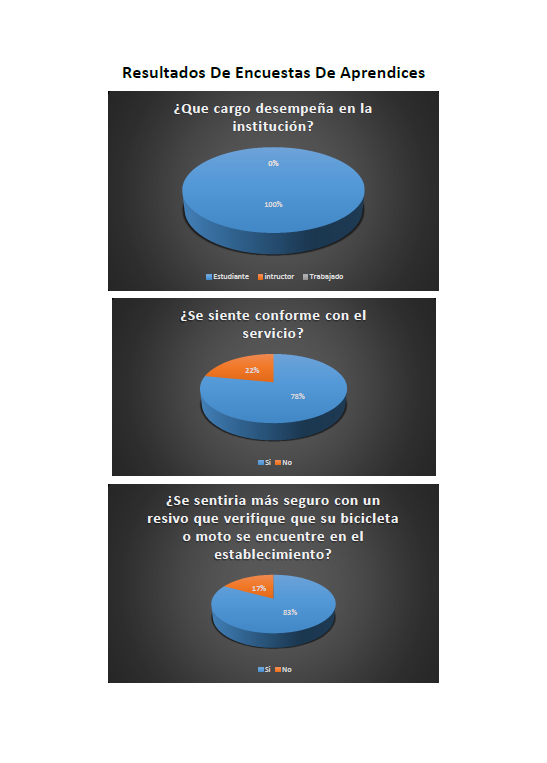 Resultados De Encuestas De Aprendices
¿Que cargo desempeña en la
institución?
0%
100%
Estudiante intructor Trabajado
¿Se siente conforme con el
servicio?
22%
78%
Sí No
¿Se sentiria más seguro con un
resivo que verifique que su bicicleta
o moto se encuentre en el
establecimiento?
17%
83%
Sí No